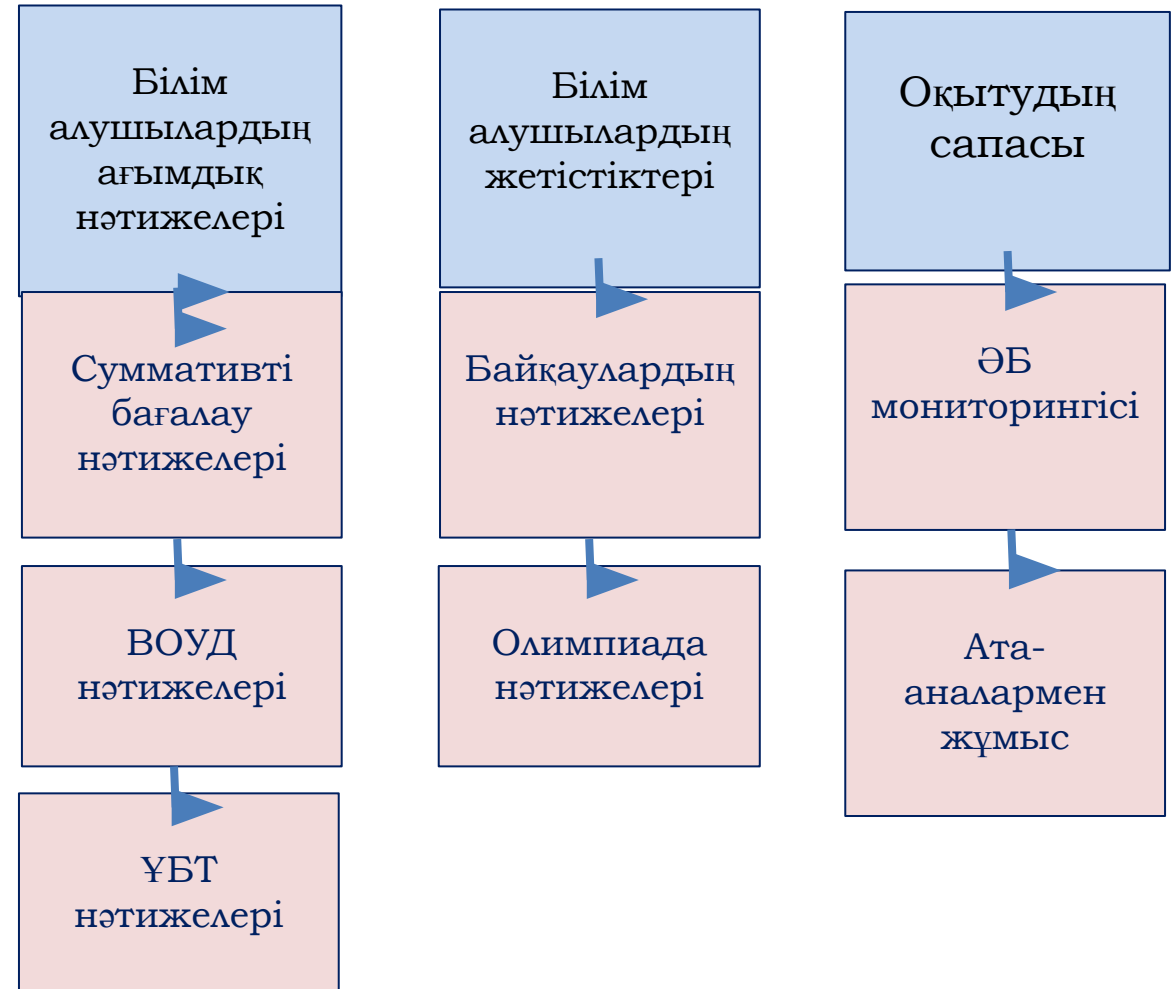 Білім
алушылардың
ағымдық
нәтижелері
Суммативті
бағалау
нәтижелері
ВОУД
нәтижелері
ҰБТ
нәтижелері
Білім
алушылардың
жетістіктері
Байқаулардың
нәтижелері
Олимпиада
нәтижелері
Оқытудың
сапасы
ӘБ
мониторингісі
Ата-
аналармен
жұмыс